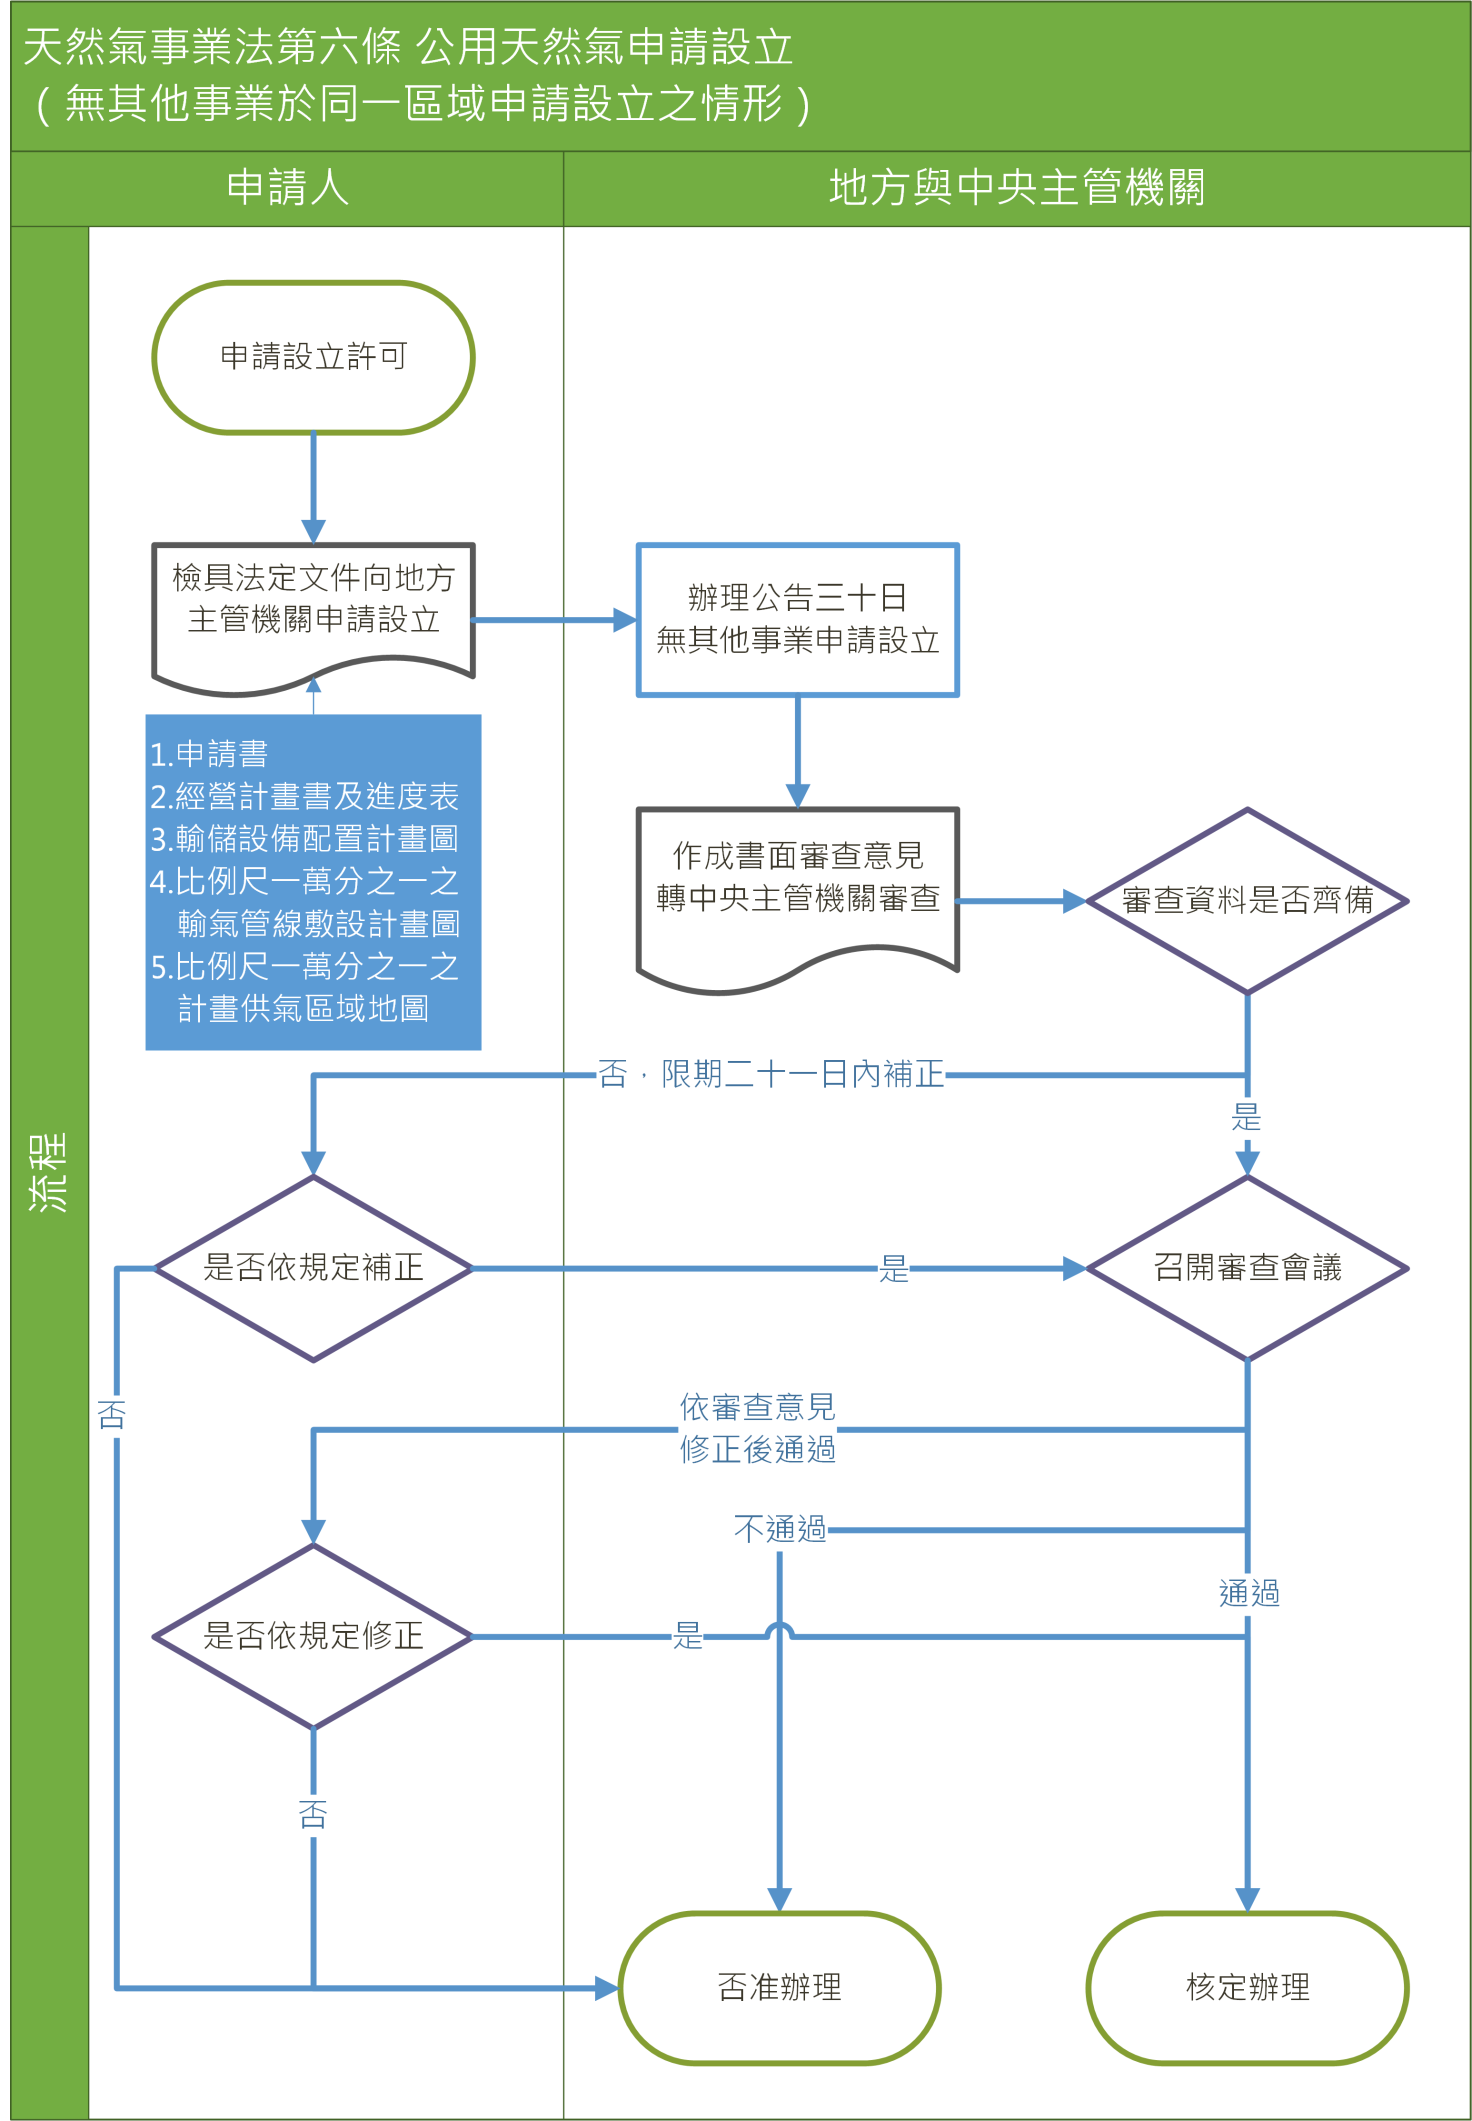 天然氣事業法第六條 公用天然氣申請設立
（無其他事業於同一區域申請設立之情形）
申請人
地方與中央主管機關
流程
申請設立許可
檢具法定文件向地方
主管機關申請設立
辦理公告三十日
無其他事業申請設立
1.申請書
2.經營計畫書及進度表
3.輸儲設備配置計畫圖
4.比例尺一萬分之一之
輸氣管線敷設計畫圖
5.比例尺一萬分之一之
計畫供氣區域地圖
作成書面審查意見
轉中央主管機關審查
審查資料是否齊備
否，限期二十一日內補正
是
是否依規定補正
是
召開審查會議
否
依審查意見
修正後通過
不通過
通過
是否依規定修正
是
否
否准辦理
核定辦理